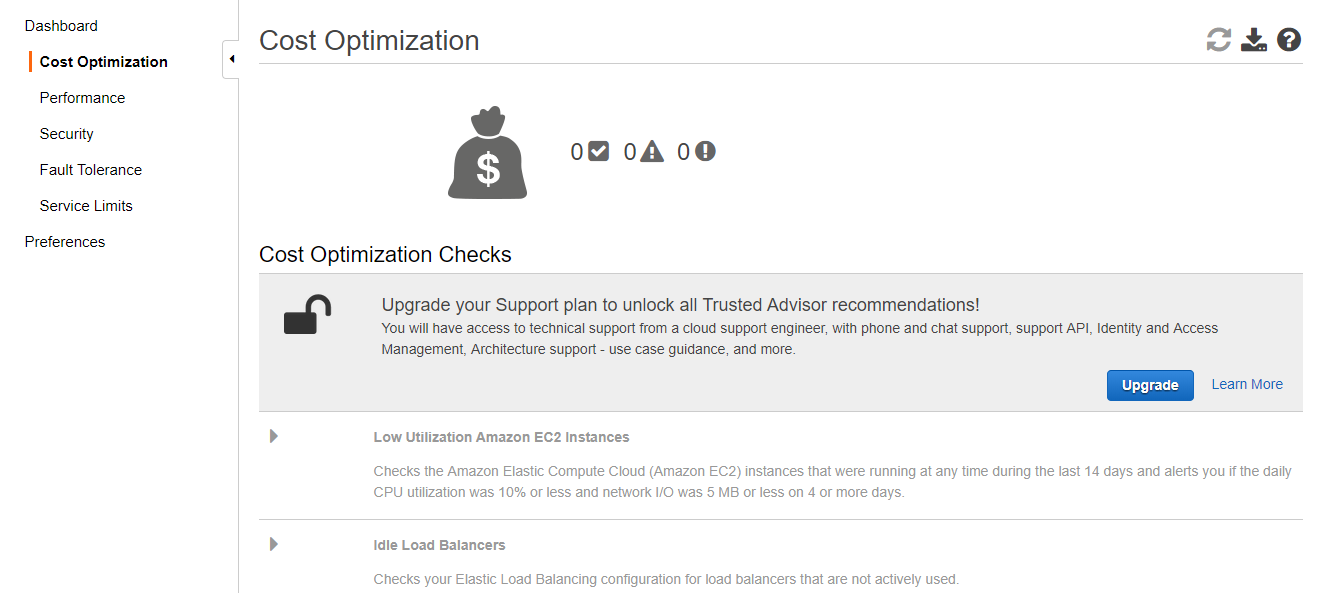 Dashboard
Cost Optimization
Performance
Security
Fault Tolerance
Service Limits
Preferences
Cost Optimization
$
0 0 0
Cost Optimization Checks
Upgrade your Support plan to unlock all Trusted Advisor recommendations!
You will have access to technical support from a cloud support engineer, with phone and chat support, support API, Identity and Access
Management, Architecture support - use case guidance, and more.
Upgrade Learn More
Low Utilization Amazon EC2 Instances
Checks the Amazon Elastic Compute Cloud (Amazon EC2) instances that were running at any time during the last 14 days and alerts you if the daily
CPU utilization was 10% or less and network I/O was 5 MB or less on 4 or more days.
Idle Load Balancers
Checks your Elastic Load Balancing configuration for load balancers that are not actively used.